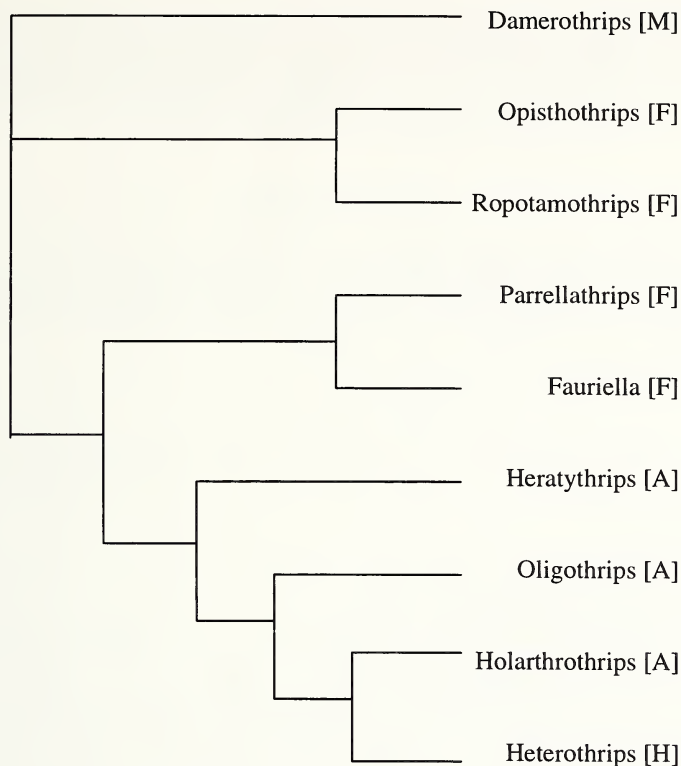 Damerothrips [M]
Opisthothrips [F]
Ropotamothrips [F]
Parrellathrips [F]
Fauriella [F]
Heratythrips [A]
Oligothrips [A]
Holarthrothrips [A]
Heterothrips [H]